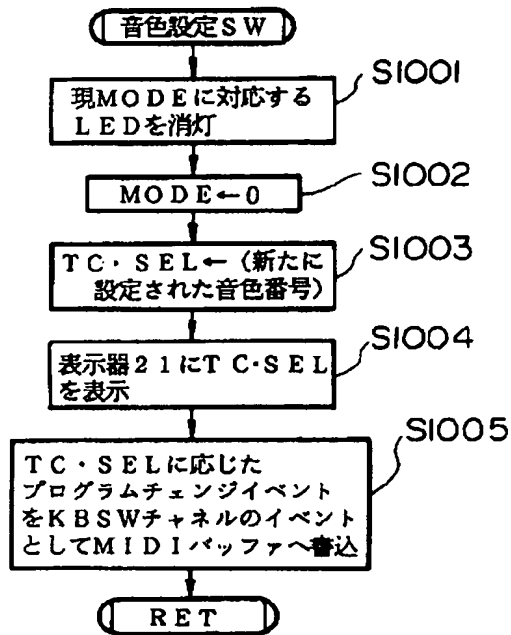 音色設定SW
S1001
現MODEに対応する
LEDを消灯
S1002
MODE←0
S1003
TC・SEL←(新たに
設定された音色番号)
S1004
表示器21にTC・SEL
を表示
S1005
TC・SELに応じた
プログラムチェンジイベント
をKBSWチャネルのイベント
としてMIDIバッファへ書込
RET